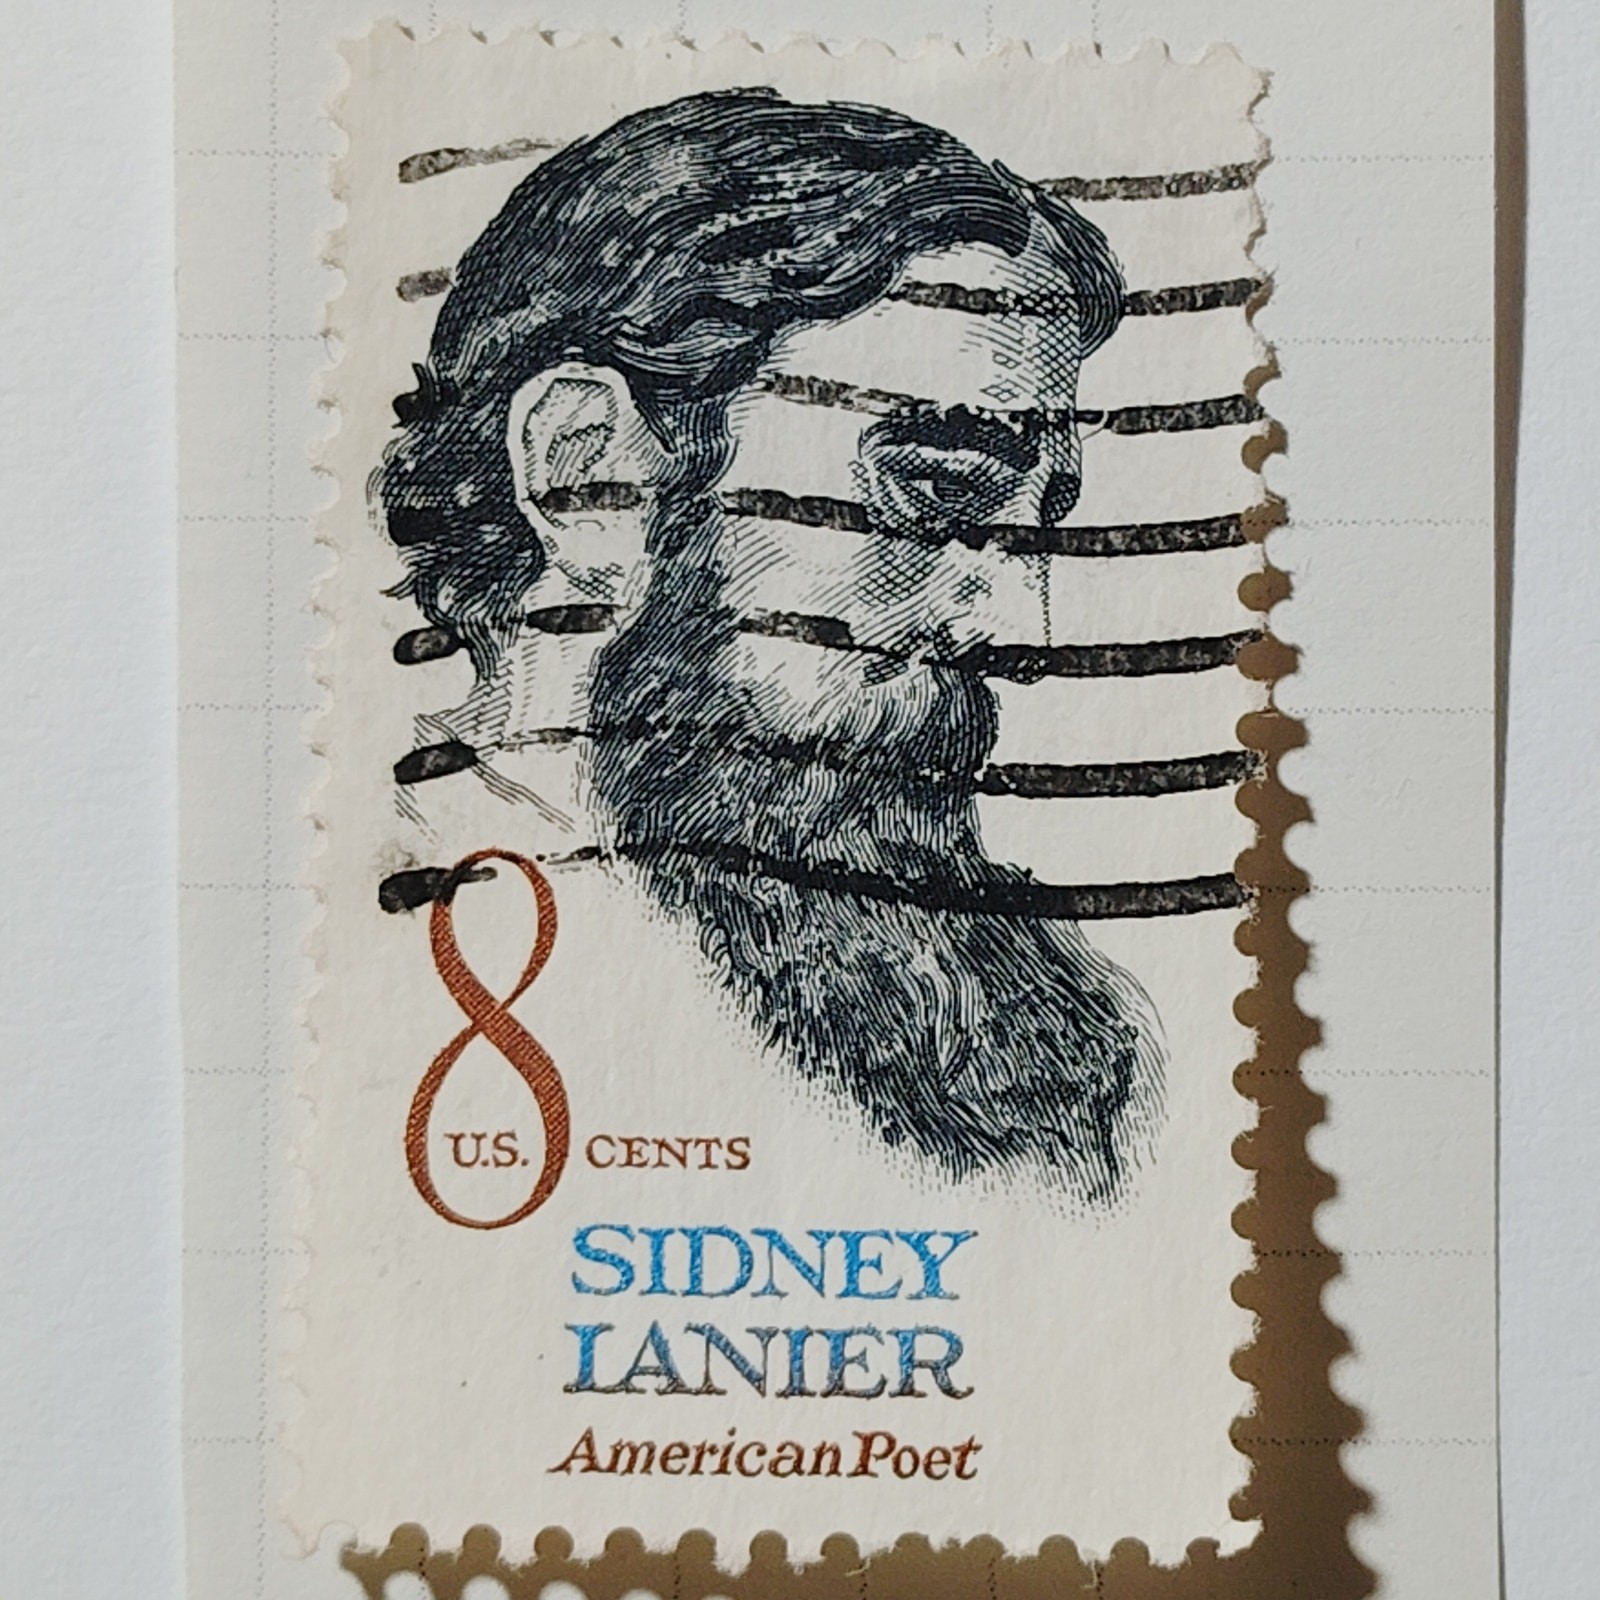 8
U.S. CENTS
SIDNEY
LANIER
American Poet